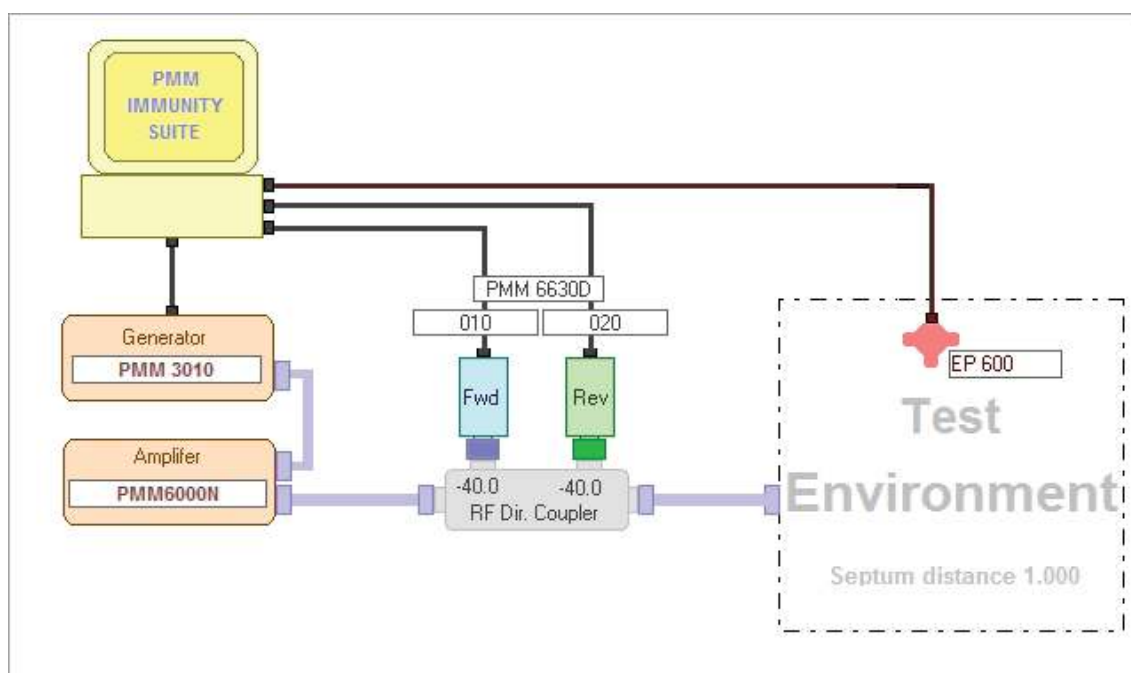 PMM
IMMUNITY
SUITE
PMM 6630D
010
020
Generator
PMM 3010
Fwd
Rev
EP 600
Test
Environment
Amplifer
PMM6000N
-40.0
-40.0
RF Dir. Coupler
Septum distance 1.000